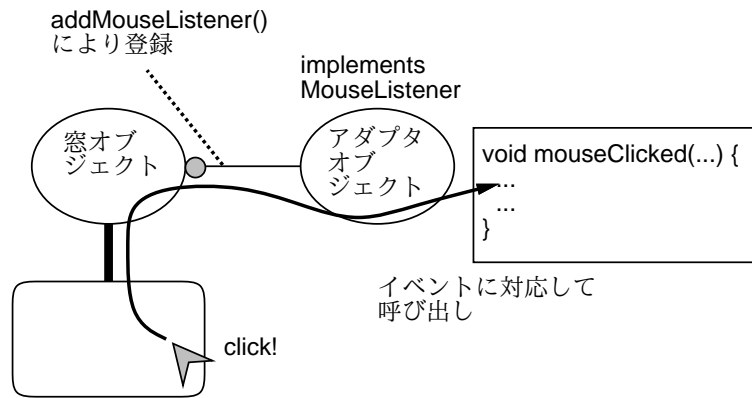 addMouseListener()
により登録
implements
MouseListener
窓オブ
ジェクト
アダプタ
オブ
ジェクト
void mouseClicked(...) {
...
...
}
イベントに対応して
呼び出し
click!